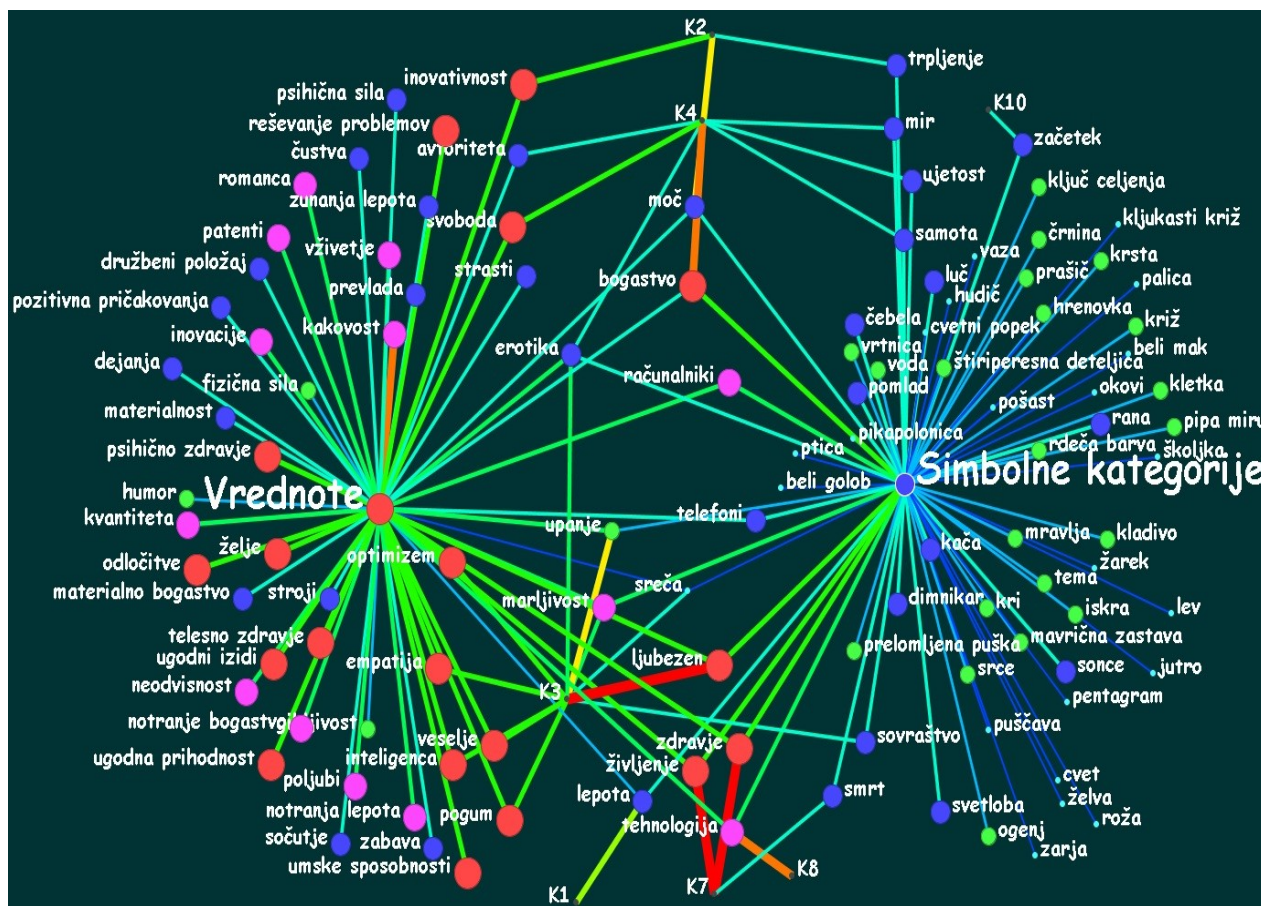 K2
trpljenje
inovativnost
psihična sila
K10
K4
mir
reševanje problemov
začetek
avtoriteta
čustva
romanca
ujetost
ključ celjenja
zunanja lepota
moč
svoboda
kljukasti križ
patenti
vživetje
samota
vaza
črnina
krsta
družbeni položaj
strasti
bogastvo
luč
prašič
palica
pozitivna pričakovanja
prevlada
hudič
hrenovka
inovacije
kakovost
čebela
cvetni popek
križ
erotika
vrtnica
voda
štiriperesna deteljica
beli mak
dejanja
fizična sila
računalniki
pomlad
okovi
kletka
materialnost
pošast
rana
pipa miru
psihično zdravje
pikapolonica
ptica
rdeča barva
školjka
Vrednote
Simbolne kategorije
humor
beli golob
kvantiteta
telefoni
upanje
mravlja
kladivo
želje
optimizem
kača
žarek
odločitve
tema
materialno bogastvo
stroji
sreča
marljivost
dimnikar
kri
iskra
lev
telesno zdravje
prelomljena puška
mavrična zastava
ugodni izidi
empatija
ljubezen
srce
sonce
jutro
neodvisnost
K3
pentagram
notranje bogastvo
gibljivost
veselje
zdravje
sovraštvo
puščava
ugodna prihodnost
inteligenca
življenje
poljubi
lepota
smrt
cvet
želva
notranja lepota
pogum
tehnologija
svetloba
roža
sočutje
zabava
ogenj
umske sposobnosti
zarja
K8
K1
K7